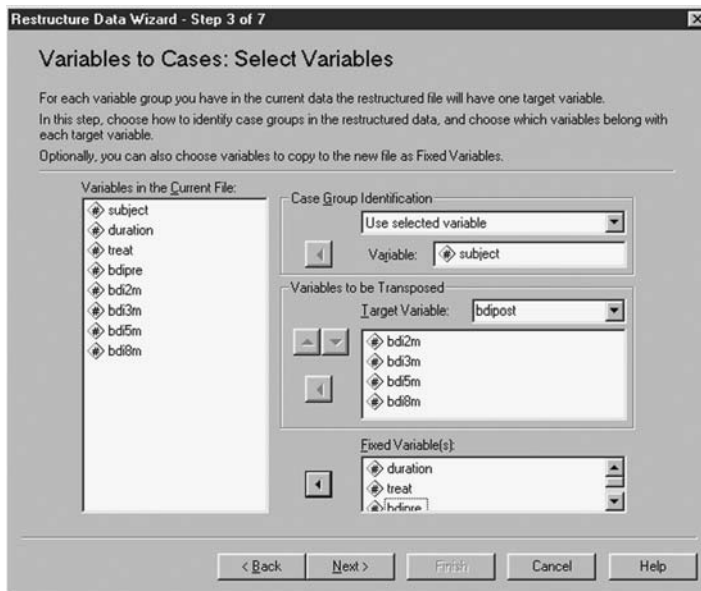 Restructure Data Wizard - Step 3 of 7
Variables to Cases: Select Variables
For each variable group you have in the current data the restructured file will have one target variable.
In this step, choose how to identify case groups in the restructured data, and choose which variables belong with
each target variable.
Optionally, you can also choose variables to copy to the new file as Fixed Variables.
Variables in the Current File:
subject
duration
treat
bdipre
bdi2m
bdi3m
bdi5m
bdi8m
Case Group Identification
Use selected variable
Variable: subject
Variables to be Transposed
Target Variable: bdipost
bdi2m
bdi3m
bdi5m
bdi8m
Fixed Variable(s):
duration
treat
bdipre
< Back Next > Finish Cancel Help